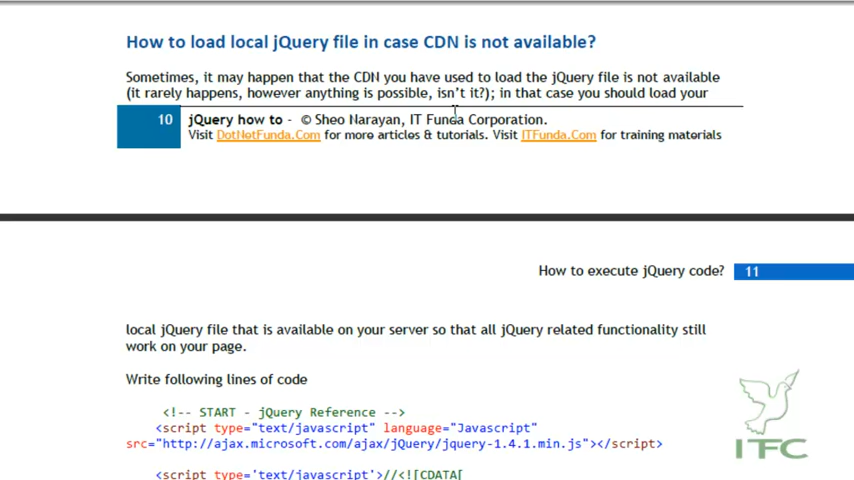 How to load local jQuery file in case CDN is not available?
Sometimes, it may happen that the CDN you have used to load the jQuery file is not available
(it rarely happens, however anything is possible, isn't it?); in that case you should load your
10 jQuery how to - © Sheo Narayan, IT Funda Corporation.
Visit DotNetFunda.Com for more articles & tutorials. Visit ITFunda.Com for training materials
How to execute jQuery code? 11
local jQuery file that is available on your server so that all jQuery related functionality still
work on your page.
Write following lines of code
<!-- START - jQuery Reference -->
<script type="text/javascript" language="Javascript"
src="http://ajax.microsoft.com/ajax/jQuery/jquery-1.4.1.min.js"></script>
<script type='text/javascript'>//<![CDATA[
ITFC